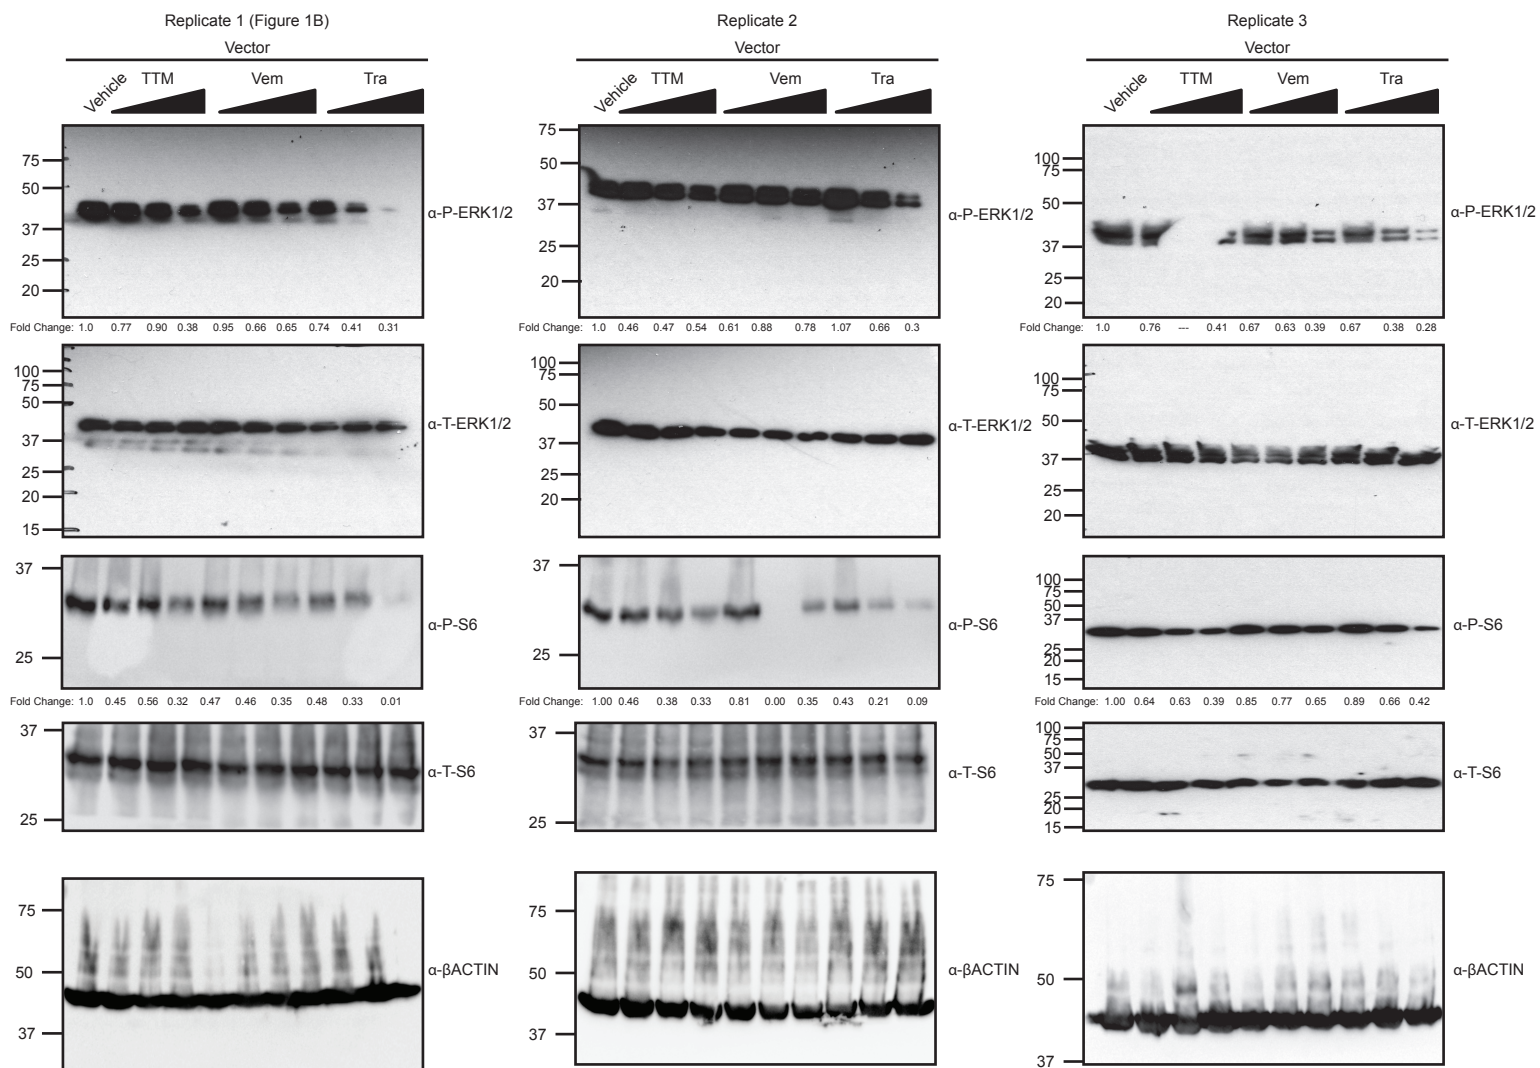 Replicate 1 (Figure 1B)
Vector
Vehicle TTM Vem Tra
75
50
37
25
20
α-P-ERK1/2
Fold Change: 1.0 0.77 0.90 0.38 0.95 0.66 0.65 0.74 0.41 0.31
100
75
50
37
25
20
15
α-T-ERK1/2
37
25
α-P-S6
Fold Change: 1.0 0.45 0.56 0.32 0.47 0.46 0.35 0.48 0.33 0.01
37
25
α-T-S6
75
50
37
α-βACTIN
Replicate 2
Vector
Vehicle TTM Vem Tra
75
50
37
25
20
α-P-ERK1/2
Fold Change: 1.0 0.46 0.47 0.54 0.61 0.88 0.78 1.07 0.66 0.3
100
75
50
37
25
20
α-T-ERK1/2
37
25
α-P-S6
Fold Change: 1.00 0.46 0.38 0.33 0.81 0.00 0.35 0.43 0.21 0.09
37
25
α-T-S6
75
50
37
α-βACTIN
Replicate 3
Vector
Vehicle TTM Vem Tra
100
75
50
37
25
20
α-P-ERK1/2
Fold Change: 1.0 0.76 --- 0.41 0.67 0.63 0.39 0.67 0.38 0.28
100
75
50
37
25
20
α-T-ERK1/2
100
75
50
37
25
20
15
α-P-S6
Fold Change: 1.00 0.64 0.63 0.39 0.85 0.77 0.65 0.89 0.66 0.42
100
75
50
37
25
20
15
α-T-S6
75
50
37
α-βACTIN